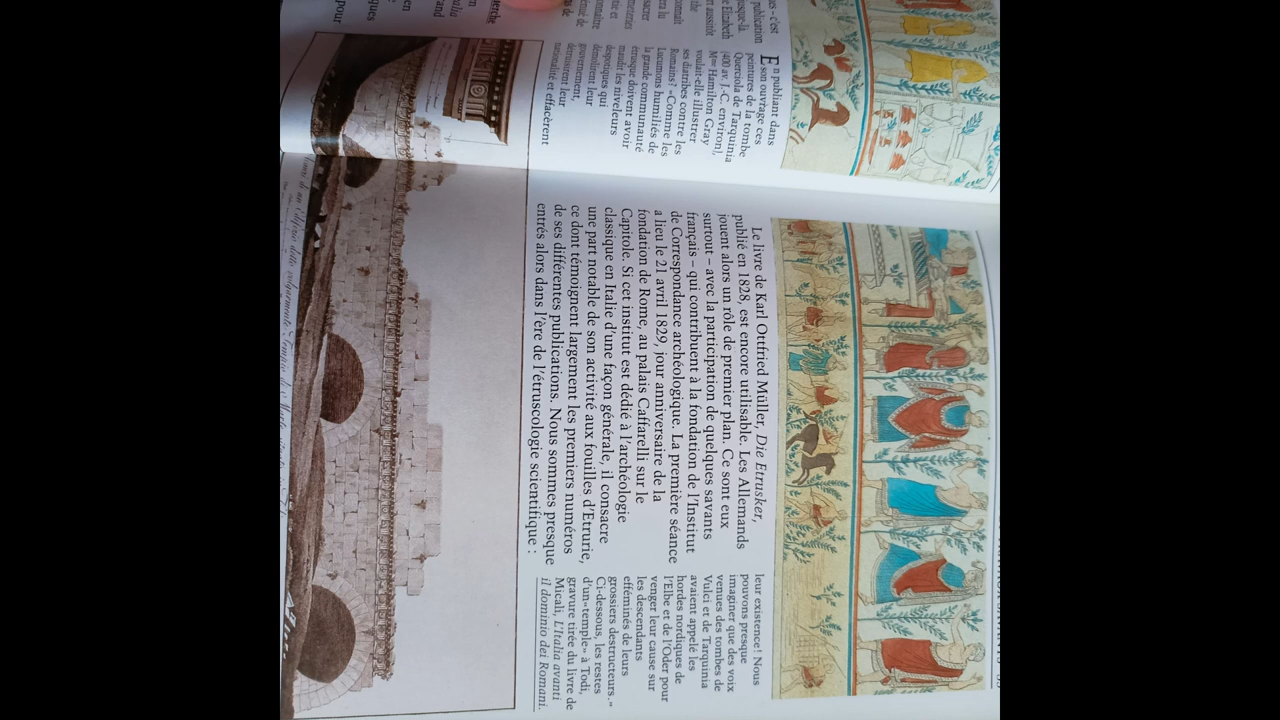 En publiant dans
son ouvrage ces
peintures de la tombe
Querciola de Tarquinia
(400 av. J.-C. environ),
Mme Hamilton Gray
voulait-elle illustrer
ses diatribes contre les
Romains? «Comme les
Lucumons humiliés de
la grande communauté
étrusque doivent avoir
maudit les niveleurs
despotiques qui
démolirent leur
gouvernement,
détruisirent leur
nationalité et effacèrent
Le livre de Karl Ottfried Müller, Die Etrusker,
publié en 1828, est encore utilisable. Les Allemands
jouent alors un rôle de premier plan. Ce sont eux
surtout – avec la participation de quelques savants
français – qui contribuent à la fondation de l'Institut
de Correspondance archéologique. La première séance
a lieu le 21 avril 1829, jour anniversaire de la
fondation de Rome, au palais Caffarelli sur le
Capitole. Si cet institut est dédié à l'archéologie
classique en Italie d'une façon générale, il consacre
une part notable de son activité aux fouilles d'Etrurie,
ce dont témoignent largement les premiers numéros
de ses différentes publications. Nous sommes presque
entrés alors dans l'ère de l'étruscologie scientifique :
leur existence! Nous
pouvons presque
imaginer que des voix
venues des tombes de
Vulci et de Tarquinia
avaient appelé les
hordes nordiques de
l'Elbe et de l'Oder pour
venger leur cause sur
les descendants
efféminés de leurs
grossiers destructeurs.»
Ci-dessous, les restes
d'un «temple» à Todi,
gravure tirée du livre de
Micali, L'Italia avanti
il dominio dei Romani.